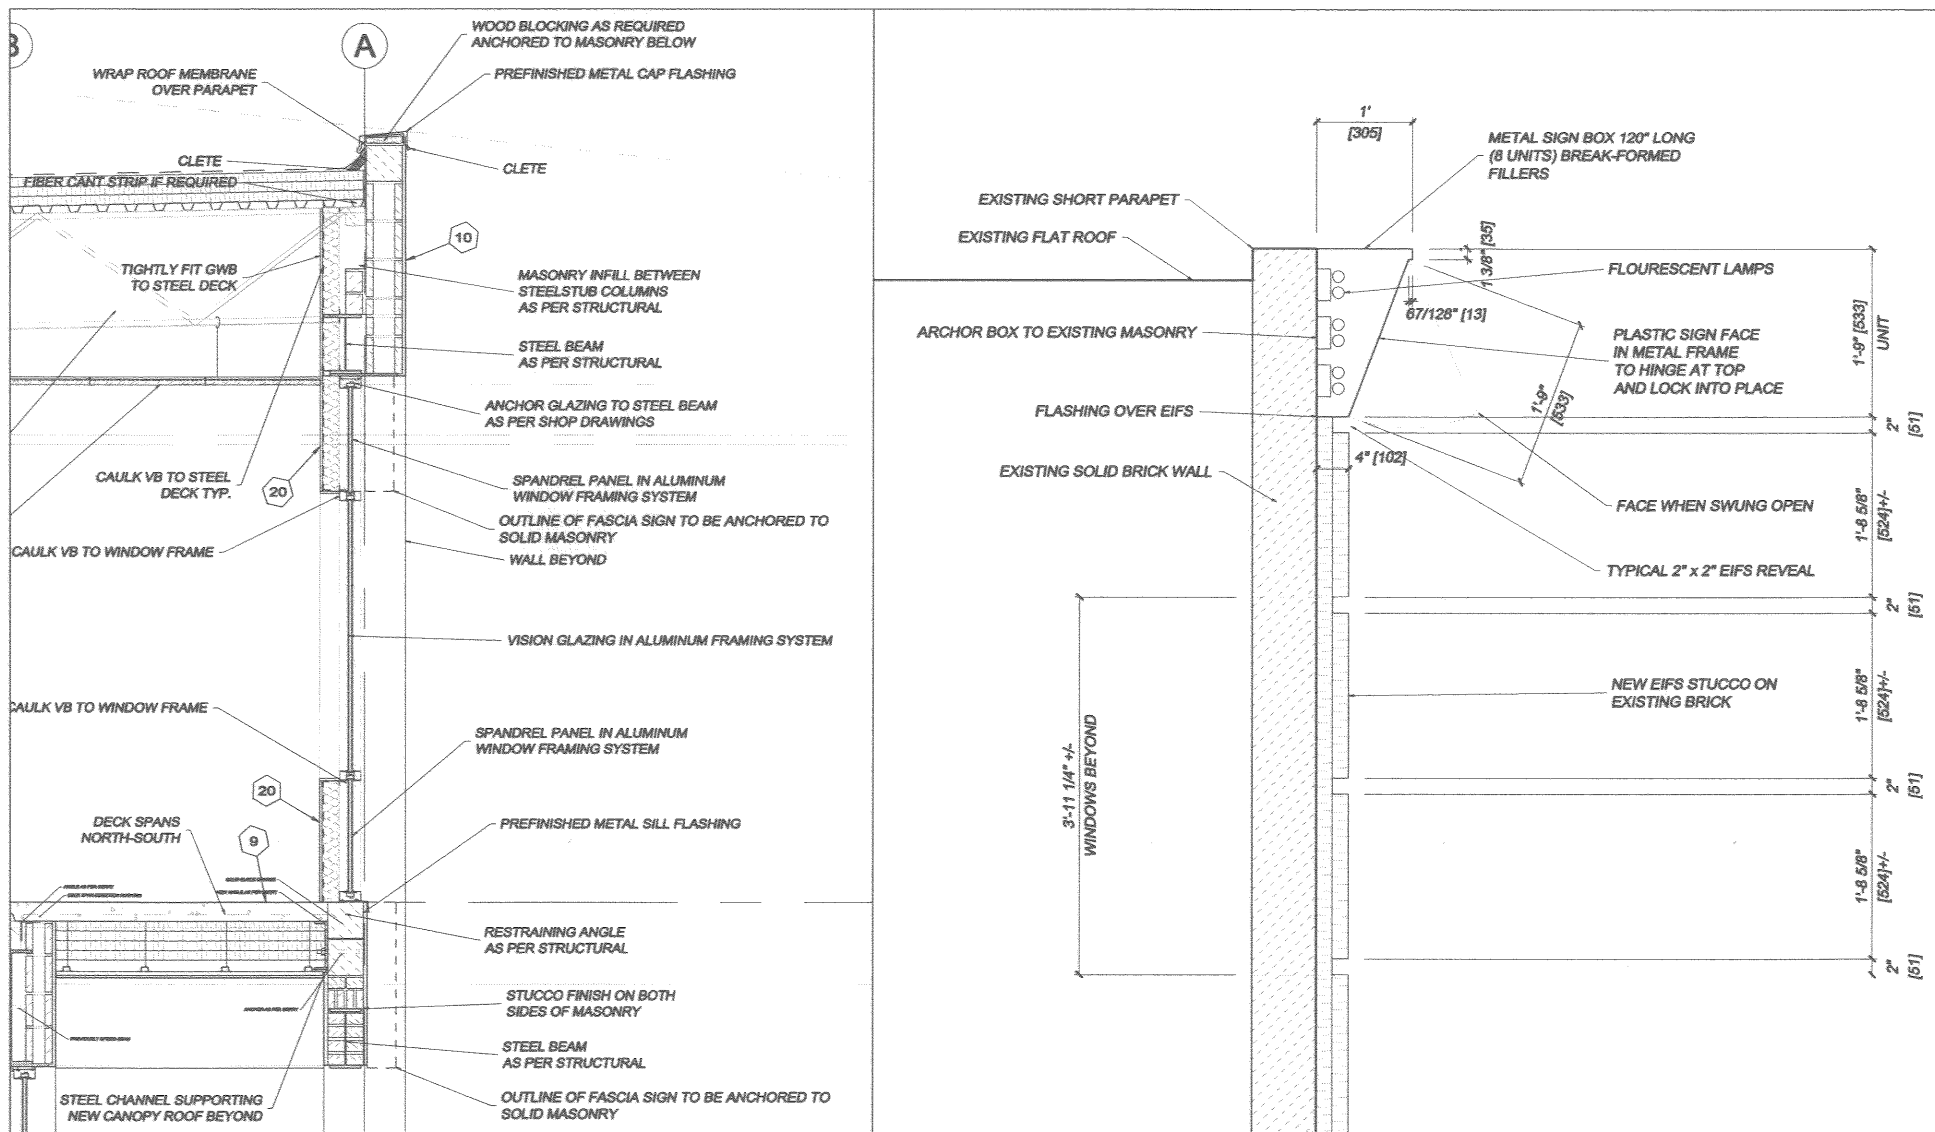 A
WOOD BLOCKING AS REQUIRED
ANCHORED TO MASONRY BELOW
WRAP ROOF MEMBRANE
OVER PARAPET
PREFINISHED METAL CAP FLASHING
CLETE
CLETE
FIBER CANT STRIP IF REQUIRED
10
TIGHTLY FIT GWB
TO STEEL DECK
MASONRY INFILL BETWEEN
STEELSTUB COLUMNS
AS PER STRUCTURAL
STEEL BEAM
AS PER STRUCTURAL
ANCHOR GLAZING TO STEEL BEAM
AS PER SHOP DRAWINGS
CAULK VB TO STEEL
DECK TYP.
20
SPANDREL PANEL IN ALUMINUM
WINDOW FRAMING SYSTEM
OUTLINE OF FASCIA SIGN TO BE ANCHORED TO
SOLID MASONRY
CAULK VB TO WINDOW FRAME
WALL BEYOND
VISION GLAZING IN ALUMINUM FRAMING SYSTEM
CAULK VB TO WINDOW FRAME
SPANDREL PANEL IN ALUMINUM
WINDOW FRAMING SYSTEM
20
DECK SPANS
NORTH-SOUTH
9
PREFINISHED METAL SILL FLASHING
RESTRAINING ANGLE
AS PER STRUCTURAL
STUCCO FINISH ON BOTH
SIDES OF MASONRY
STEEL BEAM
AS PER STRUCTURAL
STEEL CHANNEL SUPPORTING
NEW CANOPY ROOF BEYOND
OUTLINE OF FASCIA SIGN TO BE ANCHORED TO
SOLID MASONRY
1'
[305]
METAL SIGN BOX 120" LONG
(8 UNITS) BREAK-FORMED
FILLERS
EXISTING SHORT PARAPET
EXISTING FLAT ROOF
1 3/8" [35]
FLOURESCENT LAMPS
67/128" [13]
ARCHOR BOX TO EXISTING MASONRY
PLASTIC SIGN FACE
IN METAL FRAME
TO HINGE AT TOP
AND LOCK INTO PLACE
1'-9" [533]
UNIT
1'-9"
[533]
FLASHING OVER EIFS
2"
[51]
4" [102]
EXISTING SOLID BRICK WALL
FACE WHEN SWUNG OPEN
1'-8 5/8"
[524]+/-
TYPICAL 2" x 2" EIFS REVEAL
2"
[51]
NEW EIFS STUCCO ON
EXISTING BRICK
1'-8 5/8"
[524]+/-
3'-11 1/4" +/-
WINDOWS BEYOND
2"
[51]
1'-8 5/8"
[524]+/-
2"
[51]